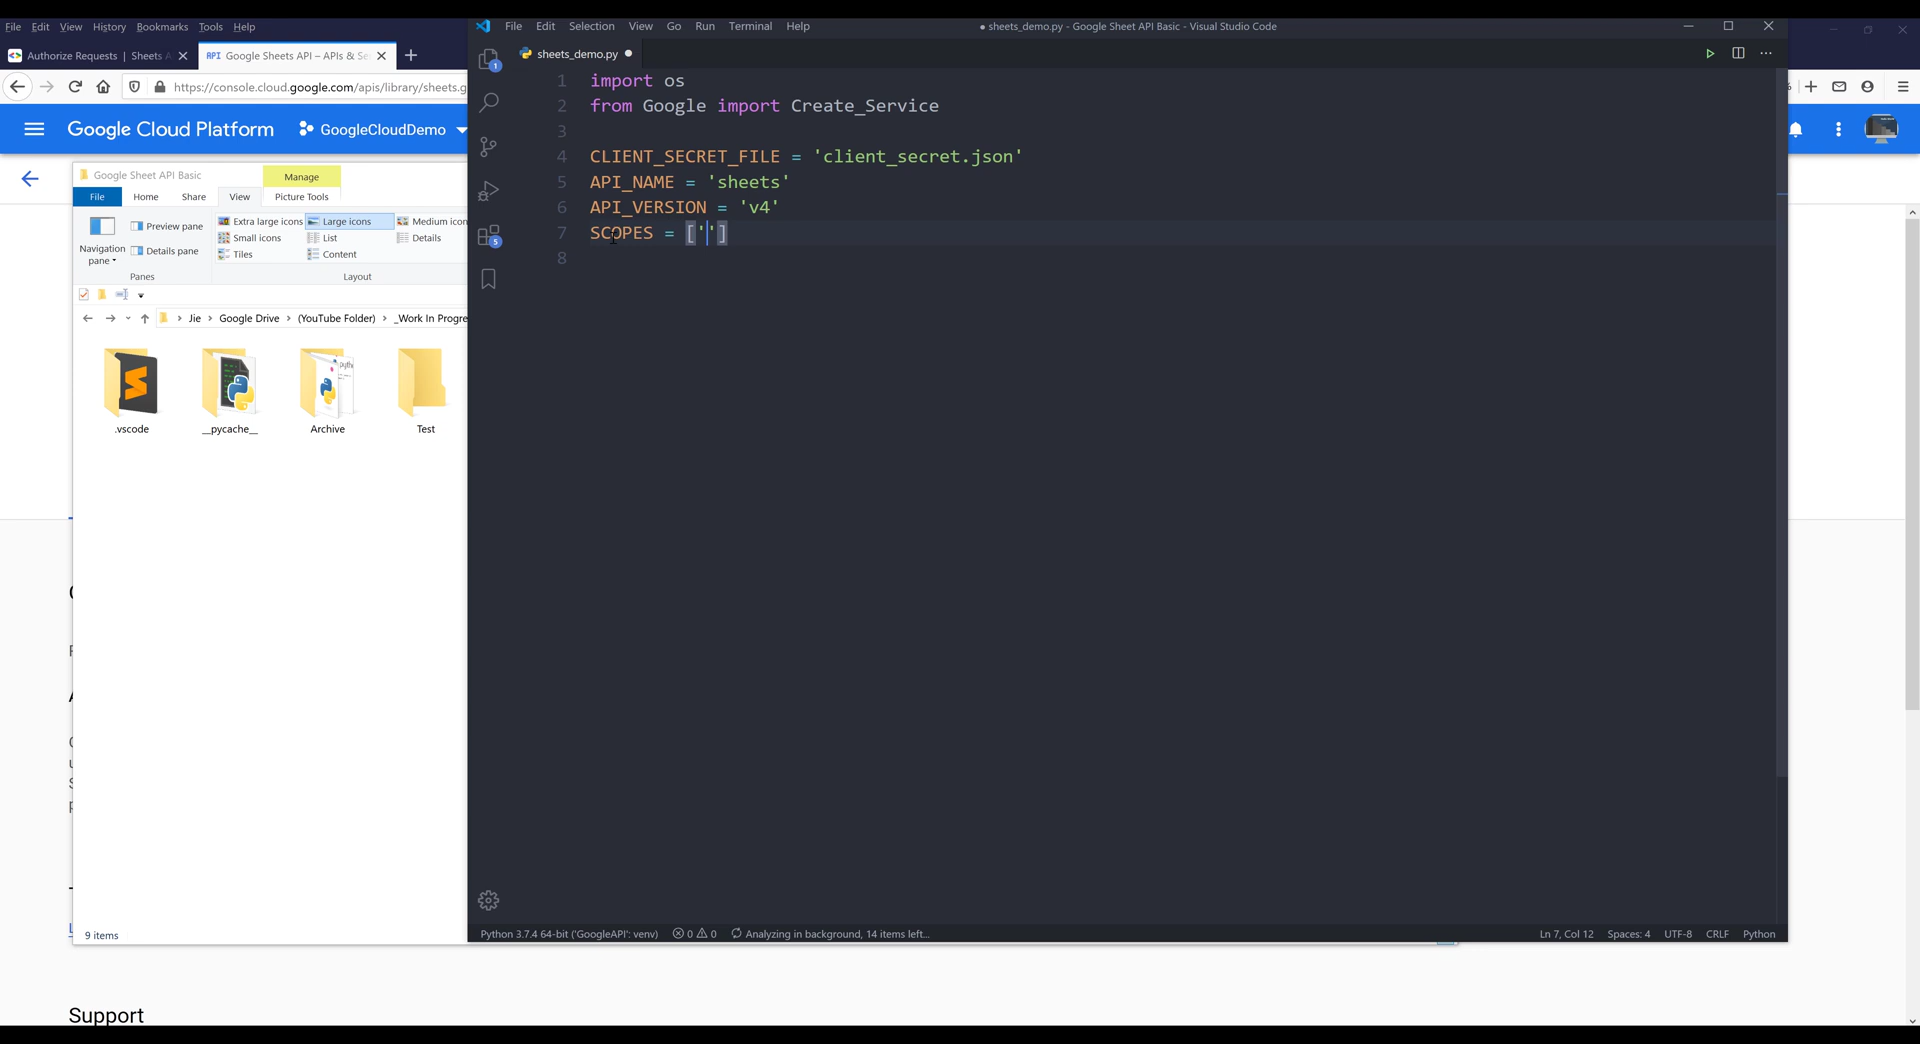 File Edit View History Bookmarks Tools Help
Authorize Requests | Sheets A
API Google Sheets API – APIs & Se
https://console.cloud.google.com/apis/library/sheets.g
Google Cloud Platform
GoogleCloudDemo
Google Sheet API Basic
Manage
File Home Share View Picture Tools
Navigation pane
Preview pane
Details pane
Panes
Extra large icons Large icons Medium icon
Small icons List Details
Tiles Content
Layout
Jie > Google Drive > (YouTube Folder) > _Work In Progre
.vscode
__pycache__
Archive
Test
9 items
Support
File Edit Selection View Go Run Terminal Help
● sheets_demo.py - Google Sheet API Basic - Visual Studio Code
sheets_demo.py
1
5
1 import os
2 from Google import Create_Service
3
4 CLIENT_SECRET_FILE = 'client_secret.json'
5 API_NAME = 'sheets'
6 API_VERSION = 'v4'
7 SCOPES = ['']
8
Python 3.7.4 64-bit ('GoogleAPI': venv) 0 0 Analyzing in background, 14 items left...
Ln 7, Col 12 Spaces: 4 UTF-8 CRLF Python